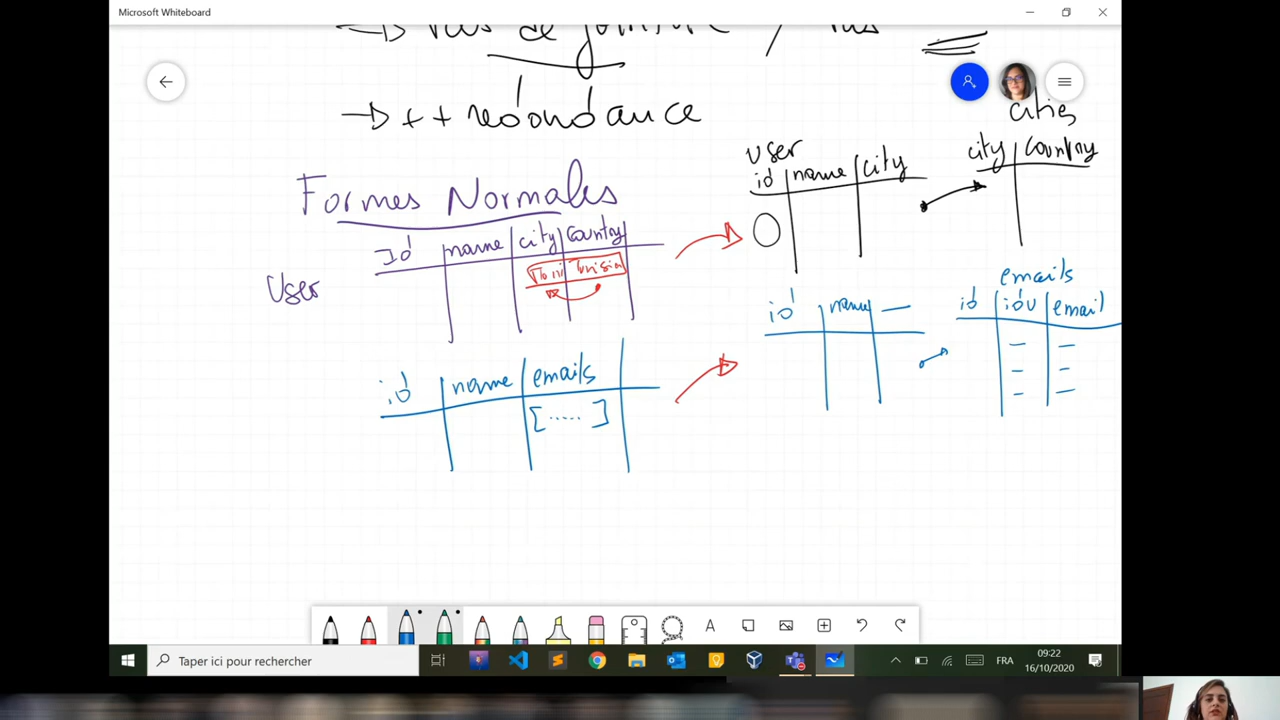 Microsoft Whiteboard
de
→ ++ redondance
Formes Normales
User
Id name city Country
Tunisia
User
id name city
cities
city Country
id name emails
[.....]
id name —
emails
id idU email
— —
— —
— —
Taper ici pour rechercher
FRA
09:22
16/10/2020